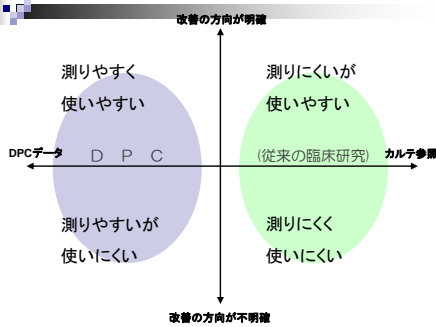 改善の方向が明確
測りやすく
使いやすい
測りにくいが
使いやすい
DPCデータ
D P C
(従来の臨床研究)
カルテ参照
測りやすいが
使いにくい
測りにくく
使いにくい
改善の方向が不明確